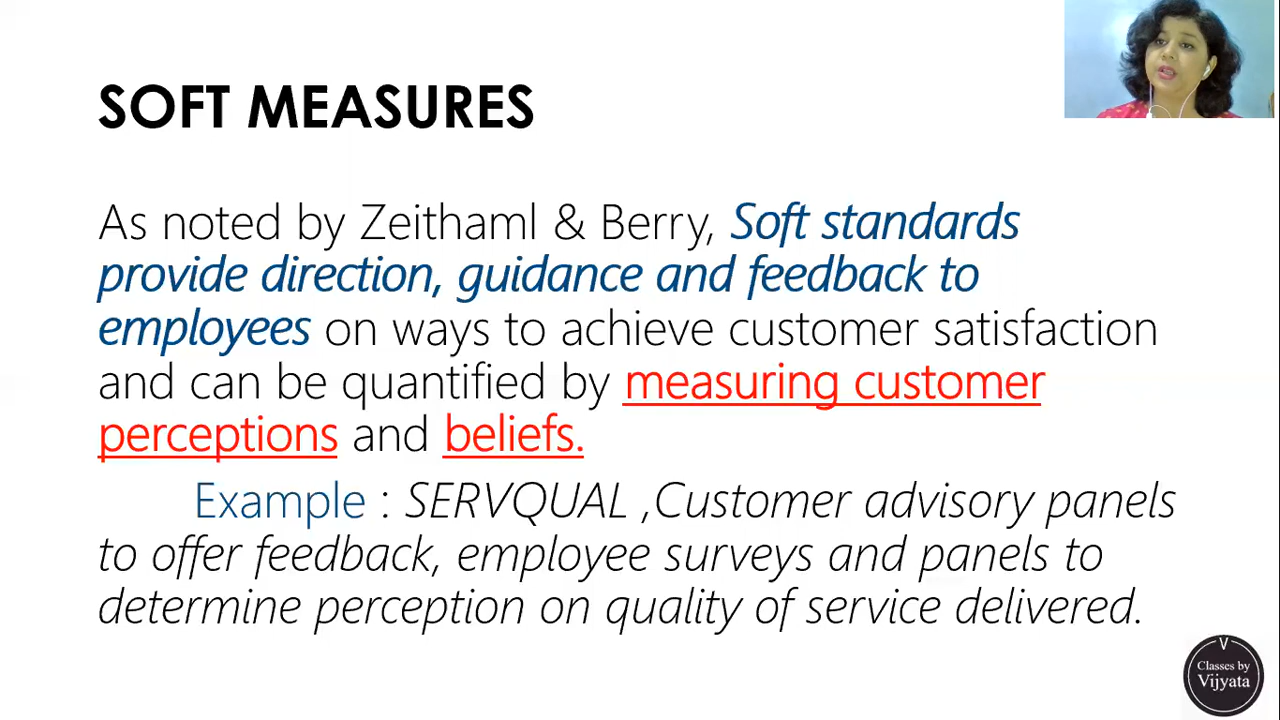 SOFT MEASURES
As noted by Zeithaml & Berry, Soft standards
provide direction, guidance and feedback to
employees on ways to achieve customer satisfaction
and can be quantified by measuring customer
perceptions and beliefs.
Example : SERVQUAL ,Customer advisory panels
to offer feedback, employee surveys and panels to
determine perception on quality of service delivered.
V
Classes by
Vijyata